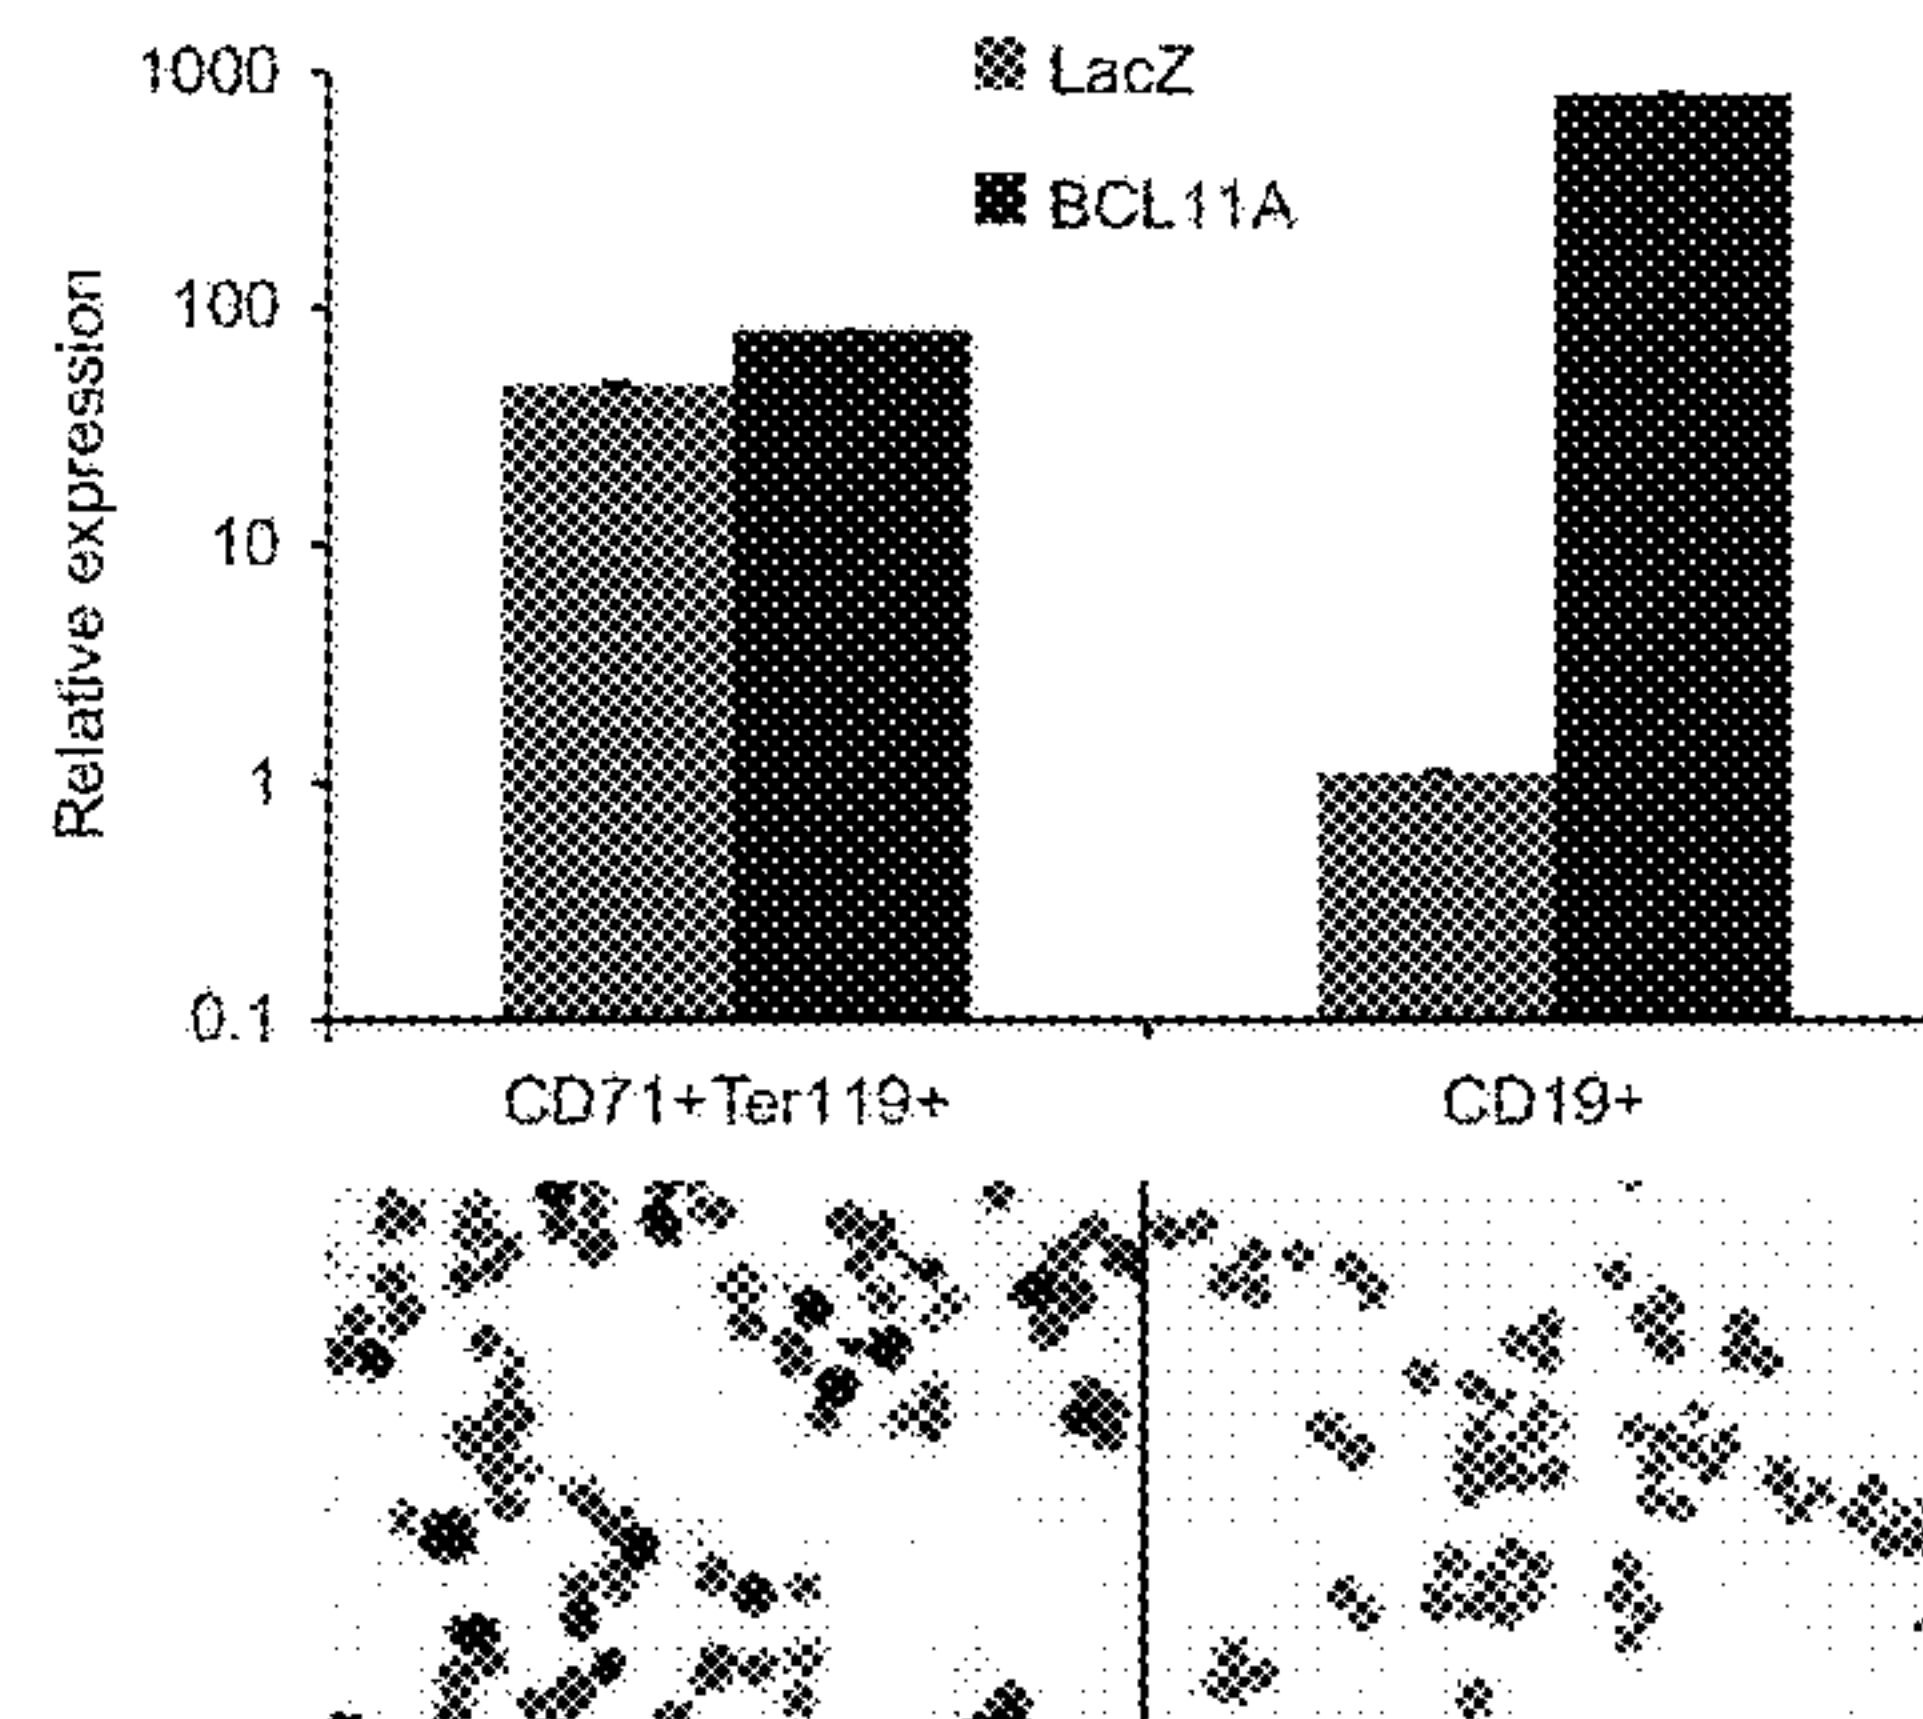 1000
LacZ
BCL11A
100
10
1
0.1
Relative expression
CD71+Ter119+
CD19+